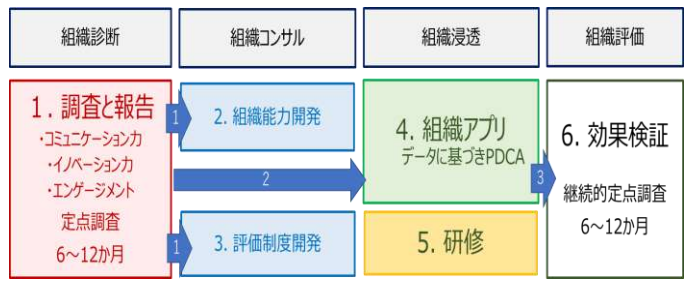 組織診断
組織コンサル
組織浸透
組織評価
1. 調査と報告
・コミュニケーション力
・イノベーション力
・エンゲージメント
定点調査
6～12か月
1
1
2. 組織能力開発
2
3. 評価制度開発
4. 組織アプリ
データに基づきPDCA
3
5. 研修
6. 効果検証
継続的定点調査
6～12か月